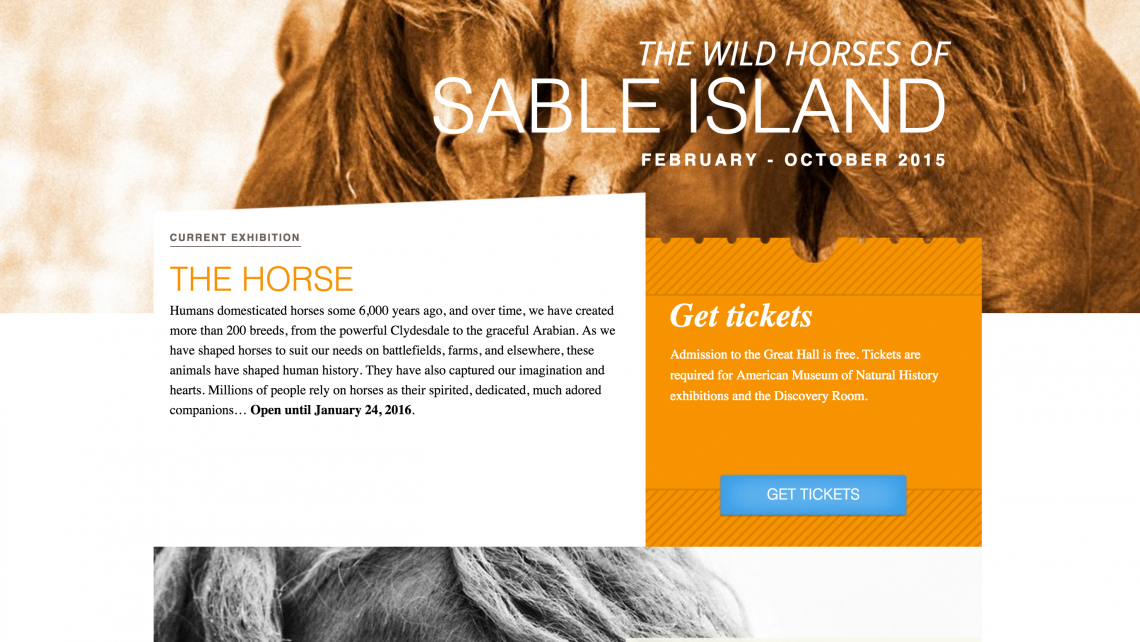 THE WILD HORSES OF
SABLE ISLAND
FEBRUARY - OCTOBER 2015
CURRENT EXHIBITION
THE HORSE
Humans domesticated horses some 6,000 years ago, and over time, we have created
more than 200 breeds, from the powerful Clydesdale to the graceful Arabian. As we
have shaped horses to suit our needs on battlefields, farms, and elsewhere, these
animals have shaped human history. They have also captured our imagination and
hearts. Millions of people rely on horses as their spirited, dedicated, much adored
companions… Open until January 24, 2016.
Get tickets
Admission to the Great Hall is free. Tickets are
required for American Museum of Natural History
exhibitions and the Discovery Room.
GET TICKETS